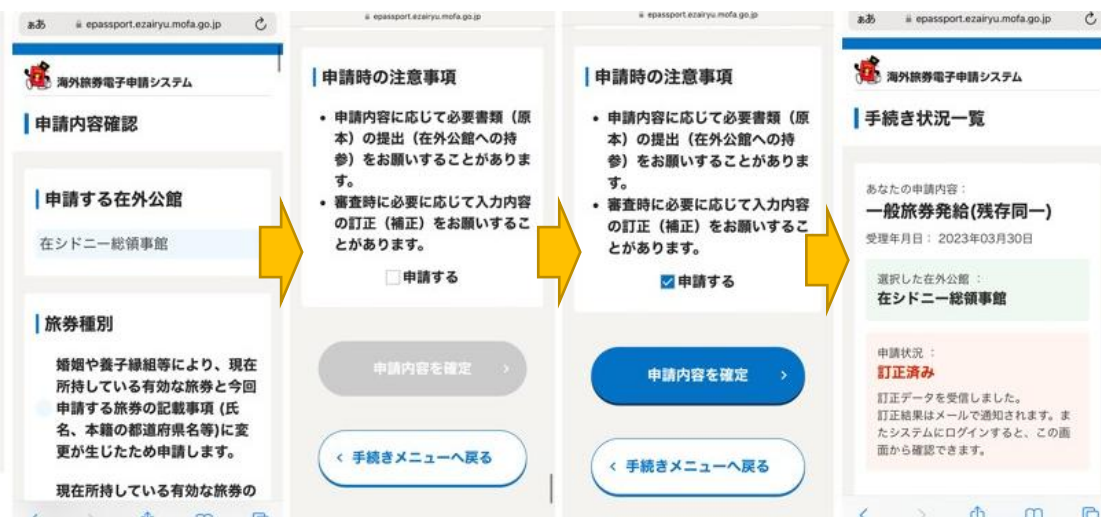 ああ epassport.ezairyu.mofa.go.jp
海外旅券電子申請システム
申請内容確認
申請する在外公館
在シドニー総領事館
旅券種別
婚姻や養子縁組等により、現在
所持している有効な旅券と今回
申請する旅券の記載事項 (氏
名、本籍の都道府県名等)に変
更が生じたため申請します。
現在所持している有効な旅券の
epassport.ezairyu.mofa.go.jp
申請時の注意事項
• 申請内容に応じて必要書類（原
本）の提出（在外公館への持
参）をお願いすることがありま
す。
• 審査時に必要に応じて入力内容
の訂正（補正）をお願いするこ
とがあります。
申請する
申請内容を確定 >
< 手続きメニューへ戻る
epassport.ezairyu.mofa.go.jp
申請時の注意事項
• 申請内容に応じて必要書類（原
本）の提出（在外公館への持
参）をお願いすることがありま
す。
• 審査時に必要に応じて入力内容
の訂正（補正）をお願いするこ
とがあります。
申請する
申請内容を確定 >
< 手続きメニューへ戻る
ああ epassport.ezairyu.mofa.go.jp
海外旅券電子申請システム
手続き状況一覧
あなたの申請内容：
一般旅券発給(残存同一)
受理年月日： 2023年03月30日
選択した在外公館 ：
在シドニー総領事館
申請状況 ：
訂正済み
訂正データを受信しました。
訂正結果はメールで通知されます。ま
たシステムにログインすると、この画
面から確認できます。